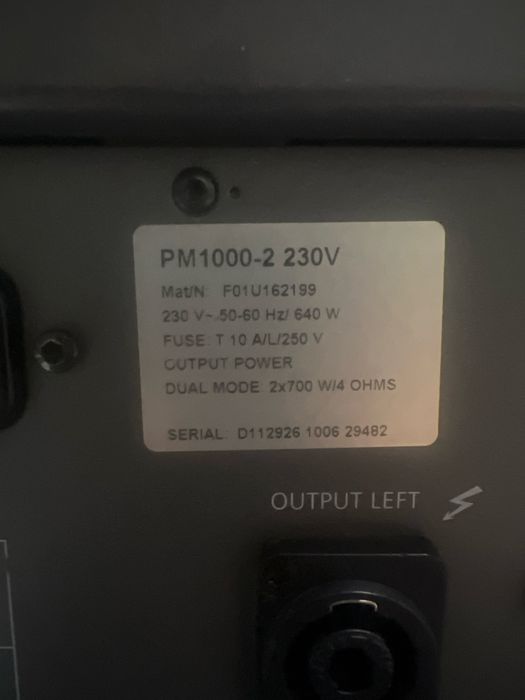 PM1000-2 230V
Mat/N: F01U162199
230 V~ 50-60 Hz/ 640 W
FUSE: T 10 A/L/250 V
OUTPUT POWER
DUAL MODE: 2x700 W/4 OHMS
SERIAL: D112926 1006 29482
OUTPUT LEFT